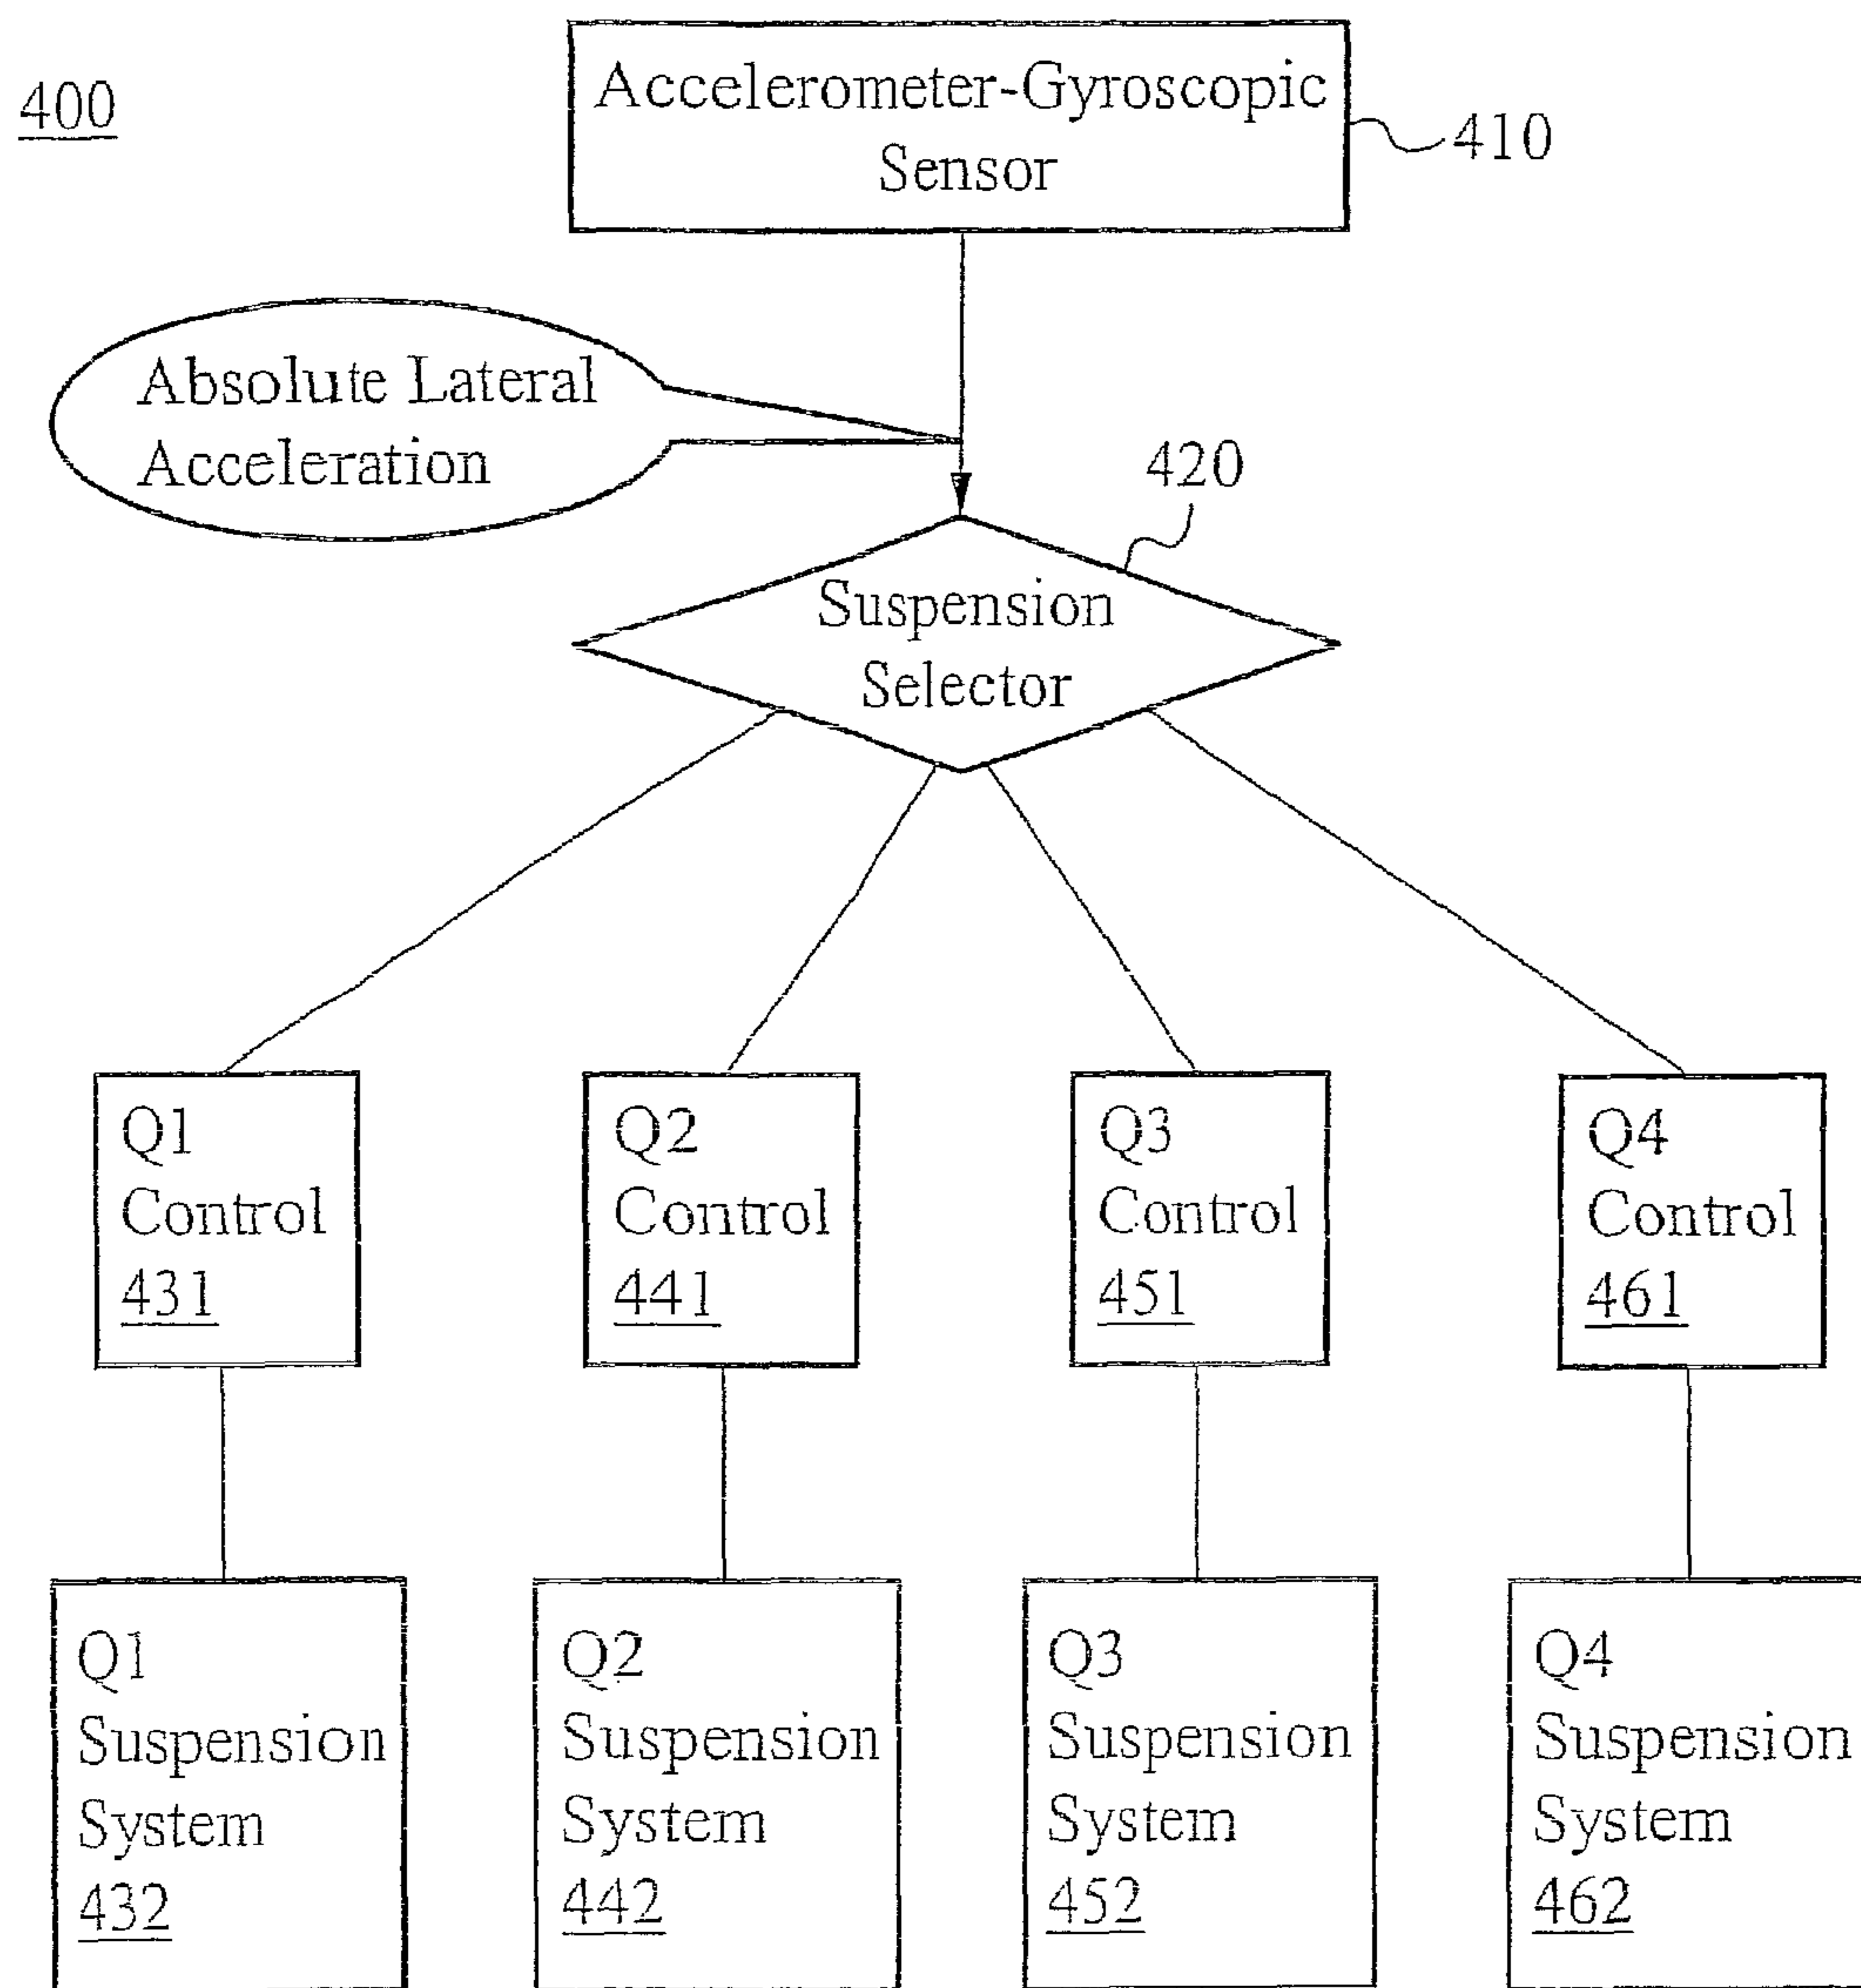 400
Accelerometer-Gyroscopic
Sensor
410
Absolute Lateral
Acceleration
420
Suspension
Selector
Q1
Control
431
Q2
Control
441
Q3
Control
451
Q4
Control
461
Q1
Suspension
System
432
Q2
Suspension
System
442
Q3
Suspension
System
452
Q4
Suspension
System
462